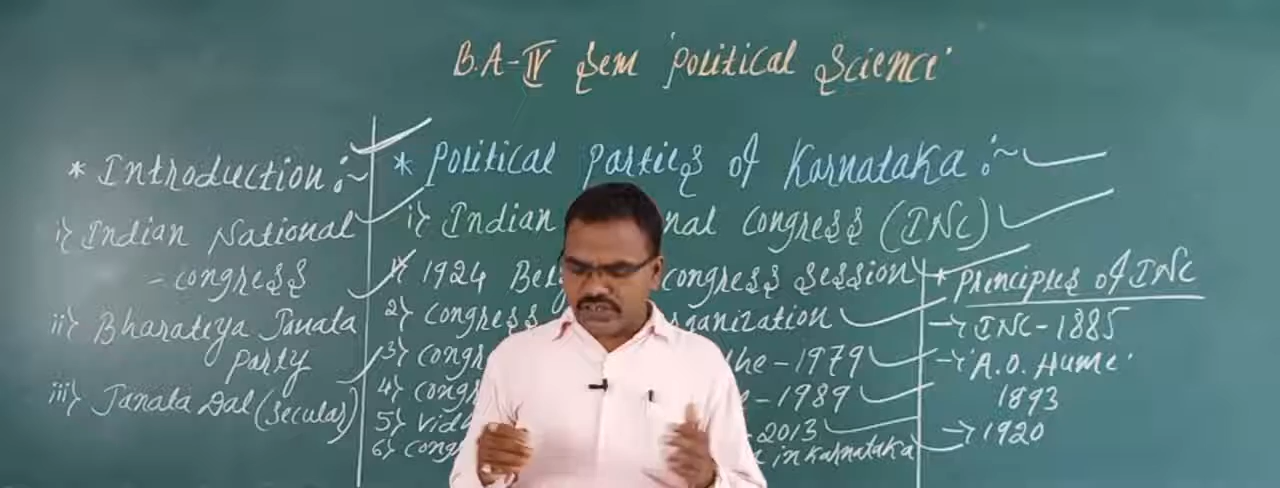 B.A-IV Sem 'Political Science'
* Introduction :~
i) Indian National
- congress
ii) Bharatiya Janata
Party
iii) Janata Dal (Secular)
* Political Parties of Karnataka :~
i) Indian nal congress (INC)
1) 1924 Bel congress session
2) congress rganization
3) cong he-1979
4) cong e-1989
5) vid 2013
6) cong in Karnataka
* Principles of INC
→ INC-1885
→ 'A.O. Hume'
1893
→ 1920